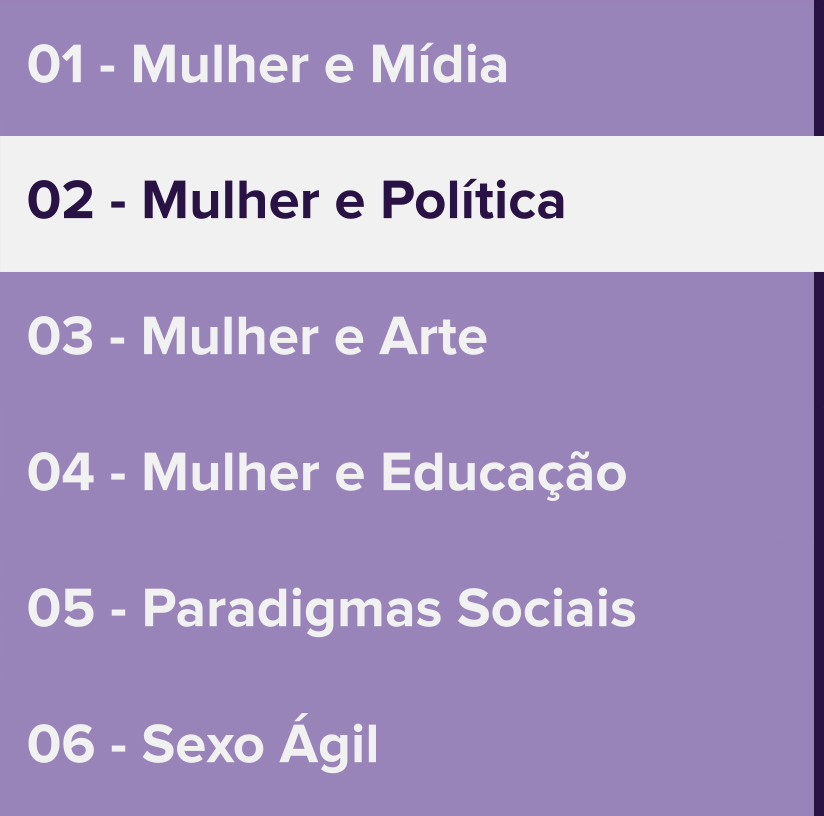 01 - Mulher e Mídia
02 - Mulher e Política
03 - Mulher e Arte
04 - Mulher e Educação
05 - Paradigmas Sociais
06 - Sexo Ágil